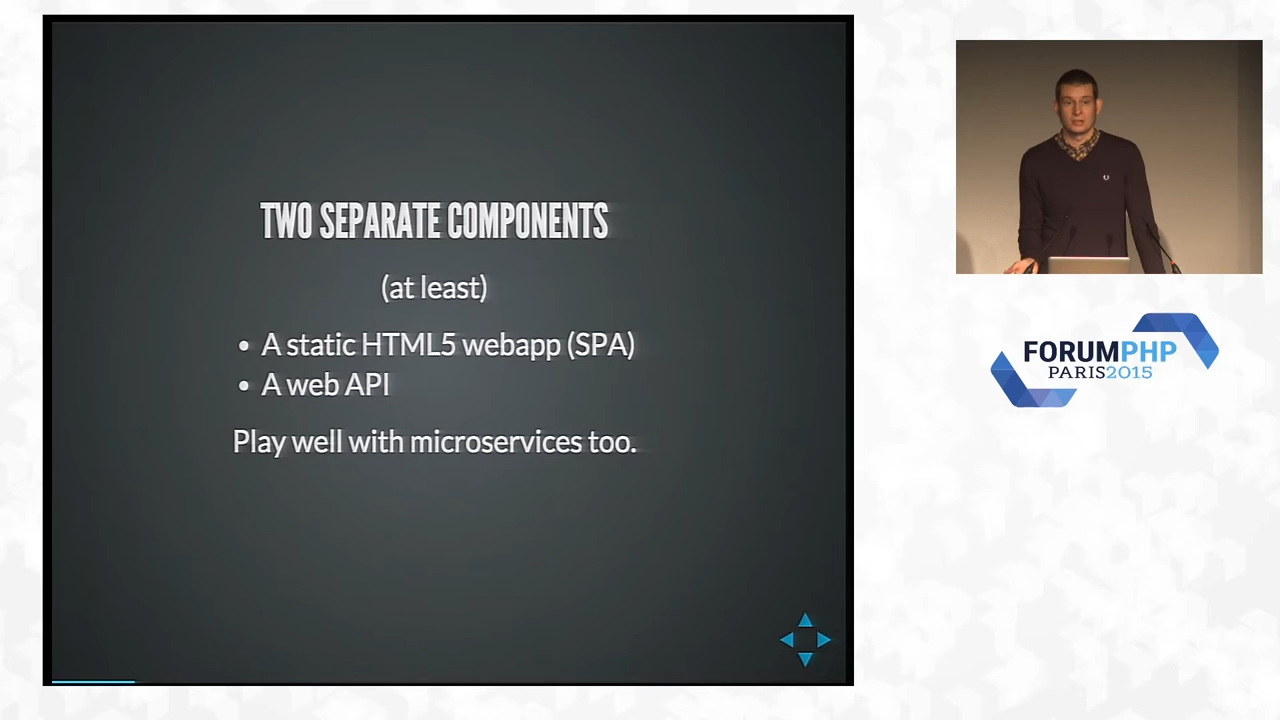 TWO SEPARATE COMPONENTS
(at least)
• A static HTML5 webapp (SPA)
• A web API
Play well with microservices too.
FORUMPHP
PARIS2015